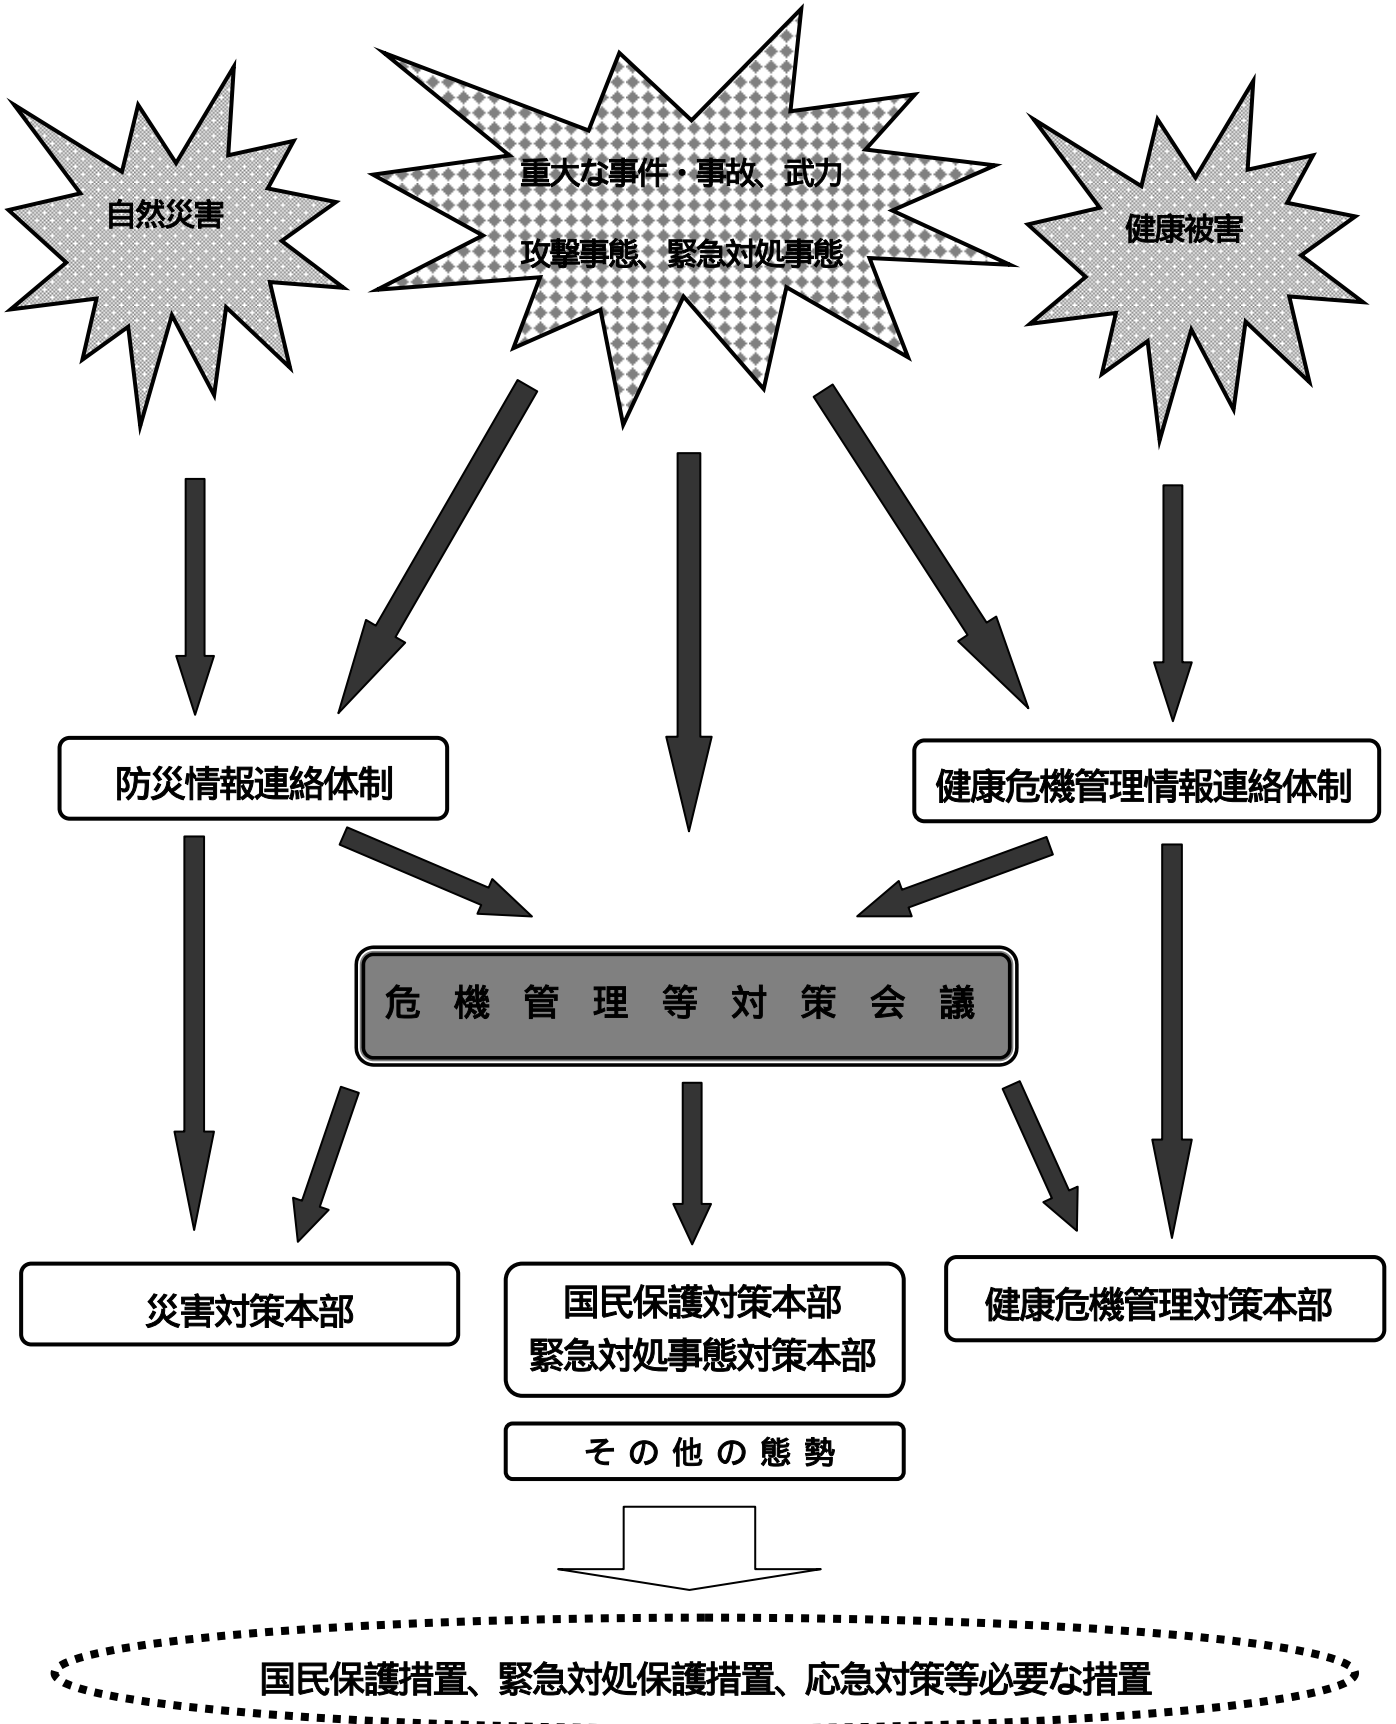 自然災害
重大な事件・事故、武力
攻撃事態、緊急対処事態
健康被害
防災情報連絡体制
健康危機管理情報連絡体制
危機管理等対策会議
災害対策本部
国民保護対策本部
緊急対処事態対策本部
健康危機管理対策本部
その他の態勢
国民保護措置、緊急対処保護措置、応急対策等必要な措置